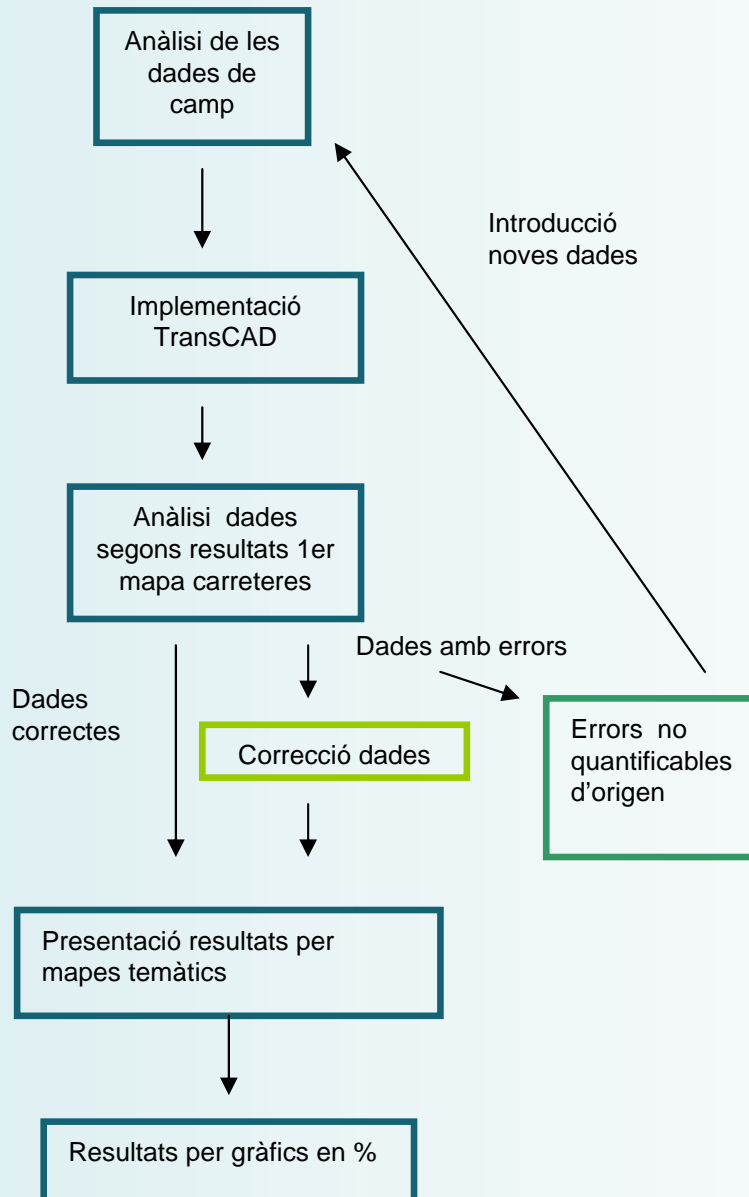 Anàlisi de les
dades de
camp
Introducció
noves dades
Implementació
TransCAD
Anàlisi dades
segons resultats 1er
mapa carreteres
Dades amb errors
Dades
correctes
Correcció dades
Errors no
quantificables
d'origen
Presentació resultats per
mapes temàtics
Resultats per gràfics en %